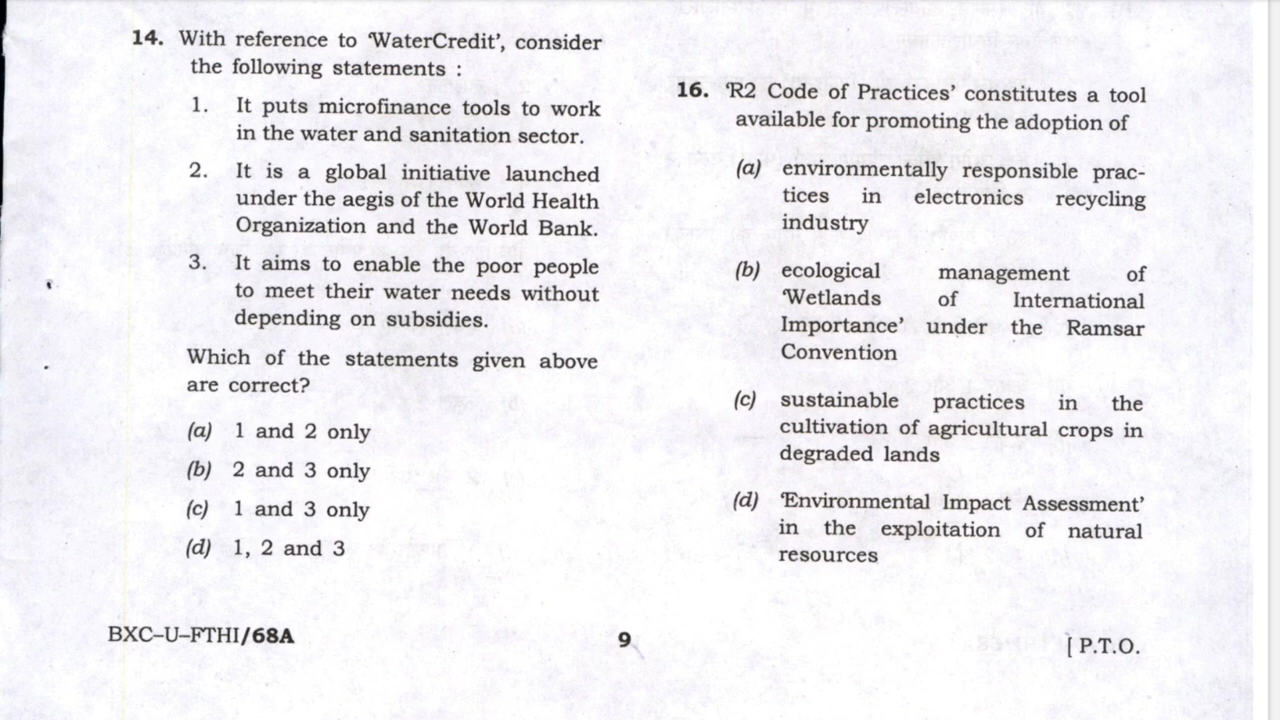 14. With reference to ‘WaterCredit’, consider
the following statements :
1. It puts microfinance tools to work
in the water and sanitation sector.
2. It is a global initiative launched
under the aegis of the World Health
Organization and the World Bank.
3. It aims to enable the poor people
to meet their water needs without
depending on subsidies.
Which of the statements given above
are correct?
(a) 1 and 2 only
(b) 2 and 3 only
(c) 1 and 3 only
(d) 1, 2 and 3
16. ‘R2 Code of Practices’ constitutes a tool
available for promoting the adoption of
(a) environmentally responsible prac-
tices in electronics recycling
industry
(b) ecological management of
‘Wetlands of International
Importance’ under the Ramsar
Convention
(c) sustainable practices in the
cultivation of agricultural crops in
degraded lands
(d) ‘Environmental Impact Assessment’
in the exploitation of natural
resources
BXC–U–FTHI/68A
9
[ P.T.O.